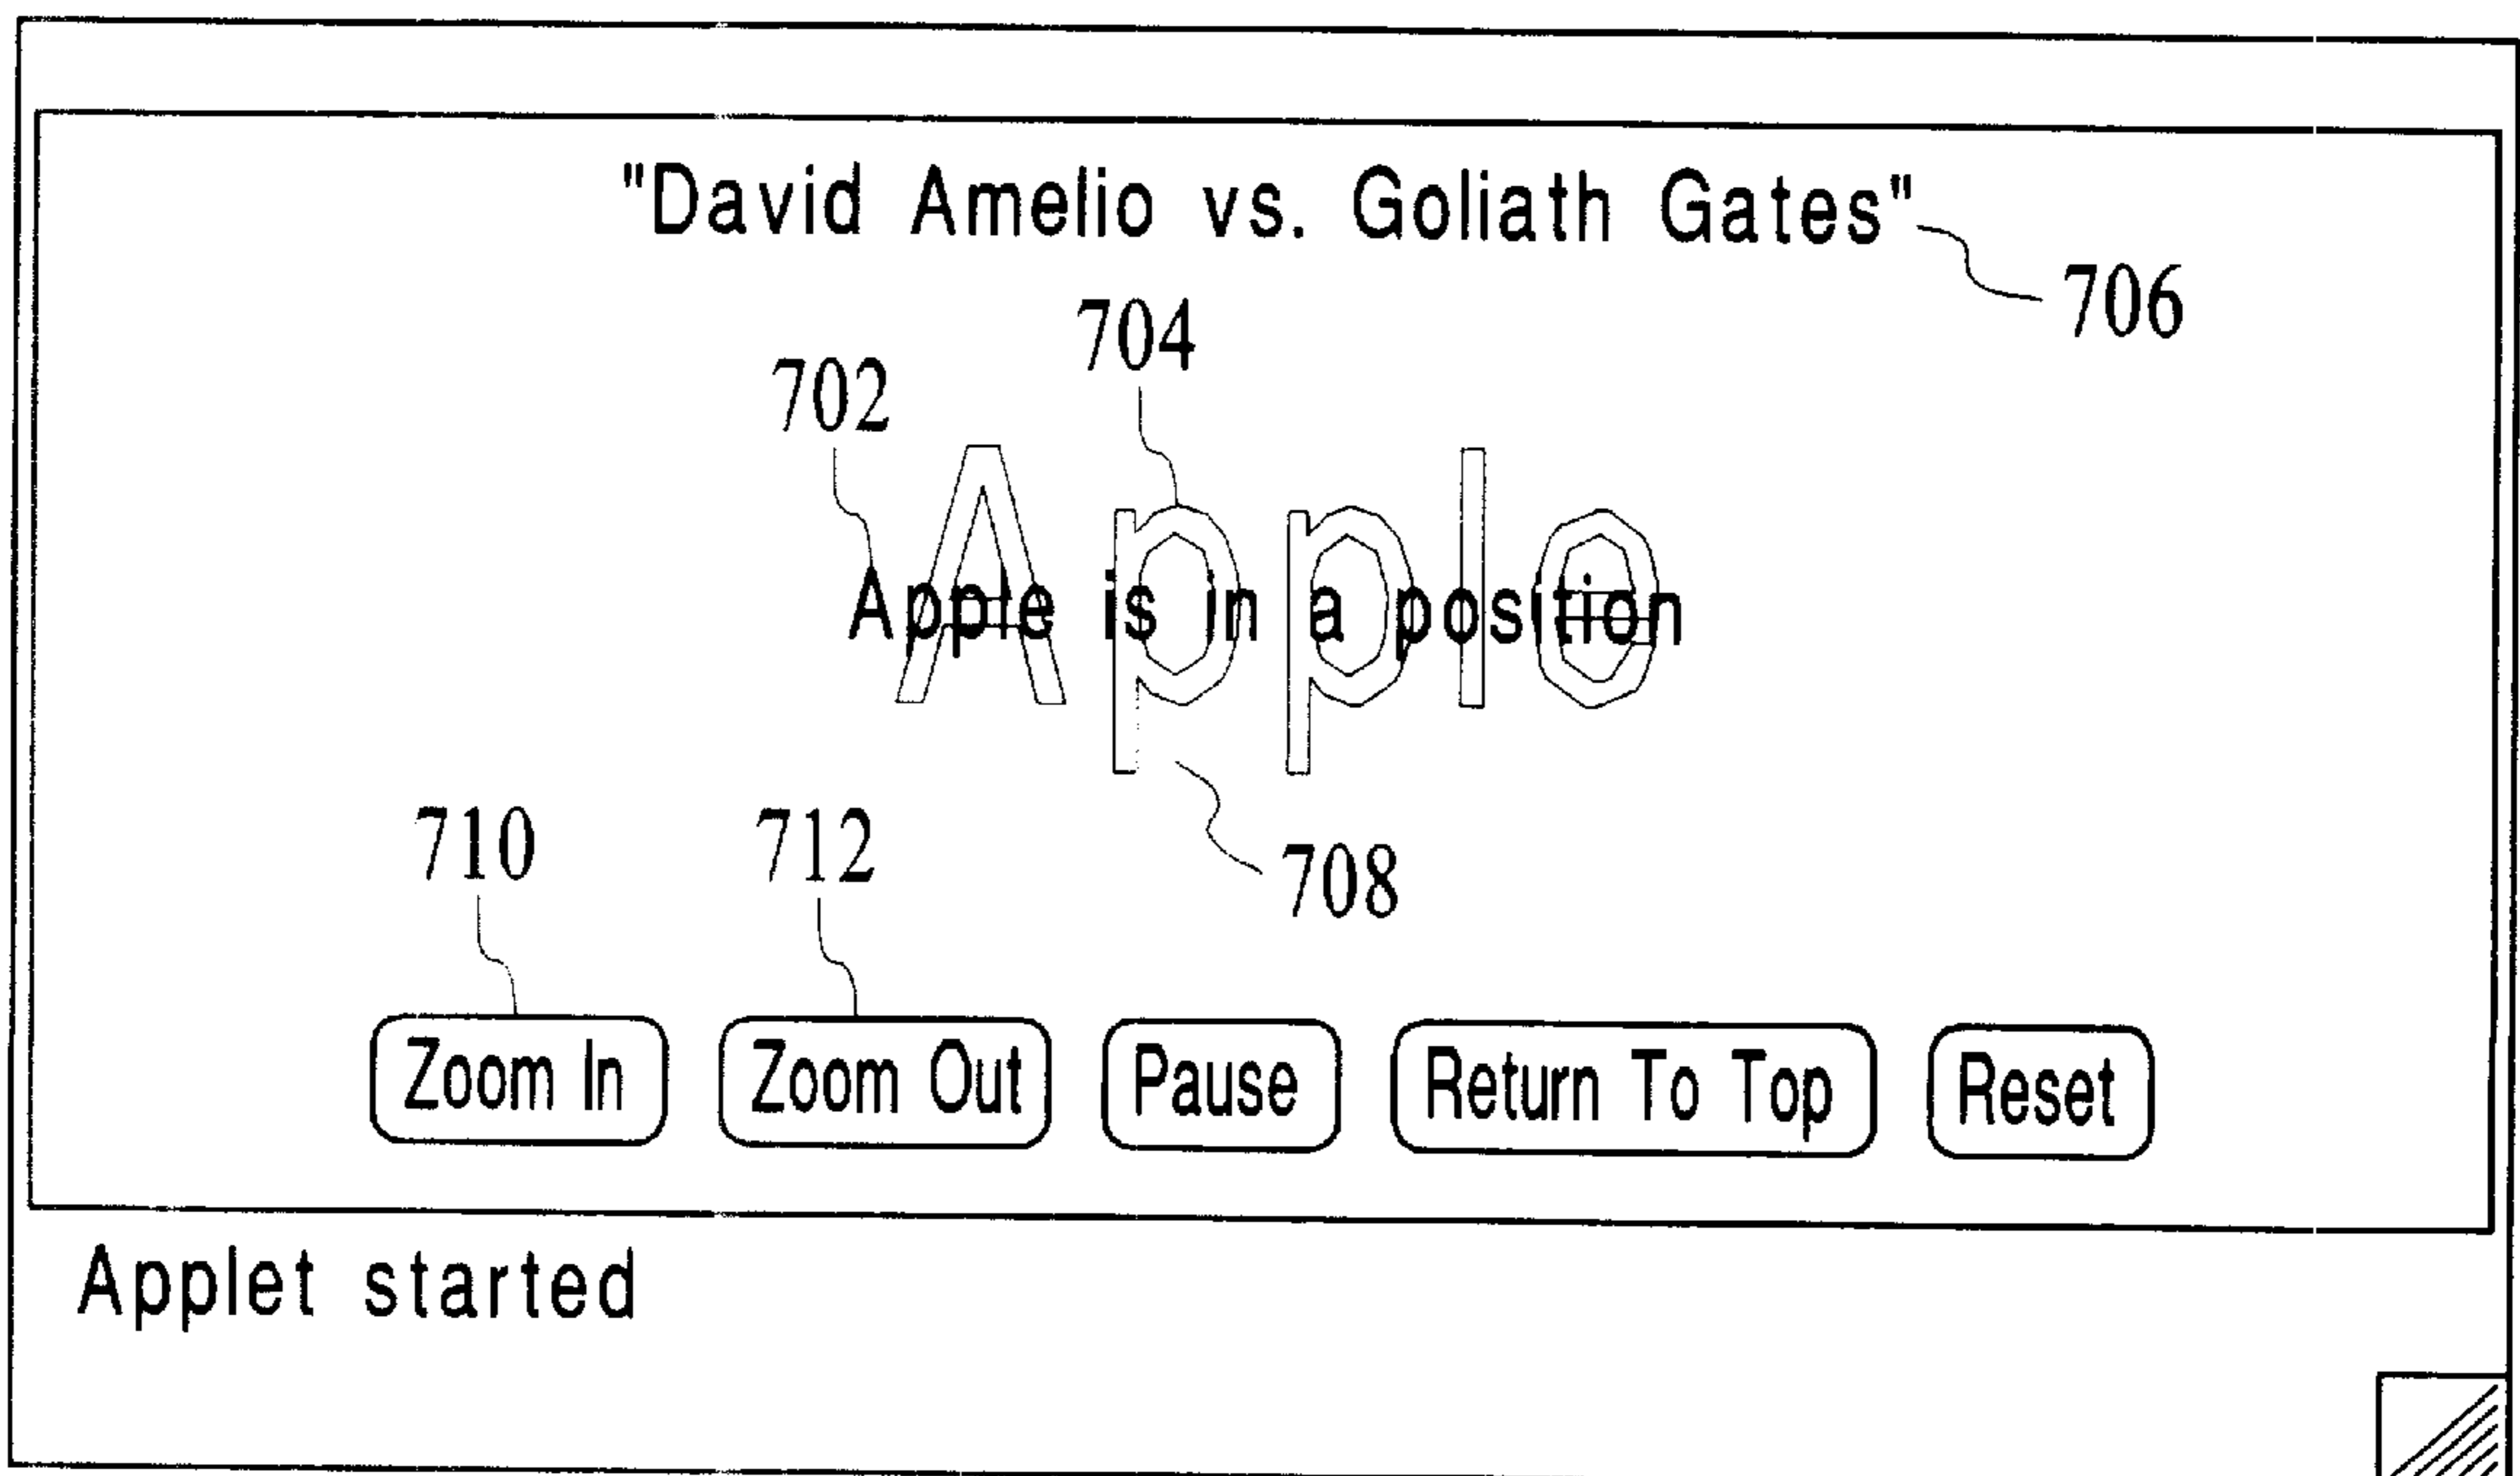 "David Amelio vs. Goliath Gates"
706
704
702
Apple
Apple is in a position
710
712
708
Zoom In
Zoom Out
Pause
Return To Top
Reset
Applet started